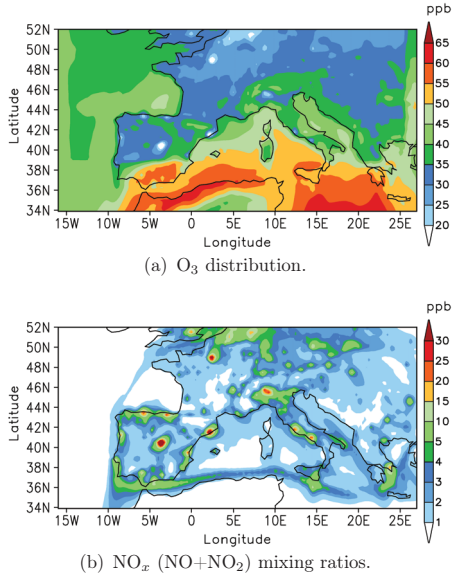 ppb
52N
50N
48N
46N
44N
42N
40N
38N
36N
34N
Latitude
65
60
55
50
45
40
35
30
25
20
15W 10W 5W 0 5E 10E 15E 20E 25E
Longitude
(a) O₃ distribution.
ppb
52N
50N
48N
46N
44N
42N
40N
38N
36N
34N
Latitude
30
25
20
15
10
5
4
3
2
1
15W 10W 5W 0 5E 10E 15E 20E 25E
Longitude
(b) NOₓ (NO+NO₂) mixing ratios.